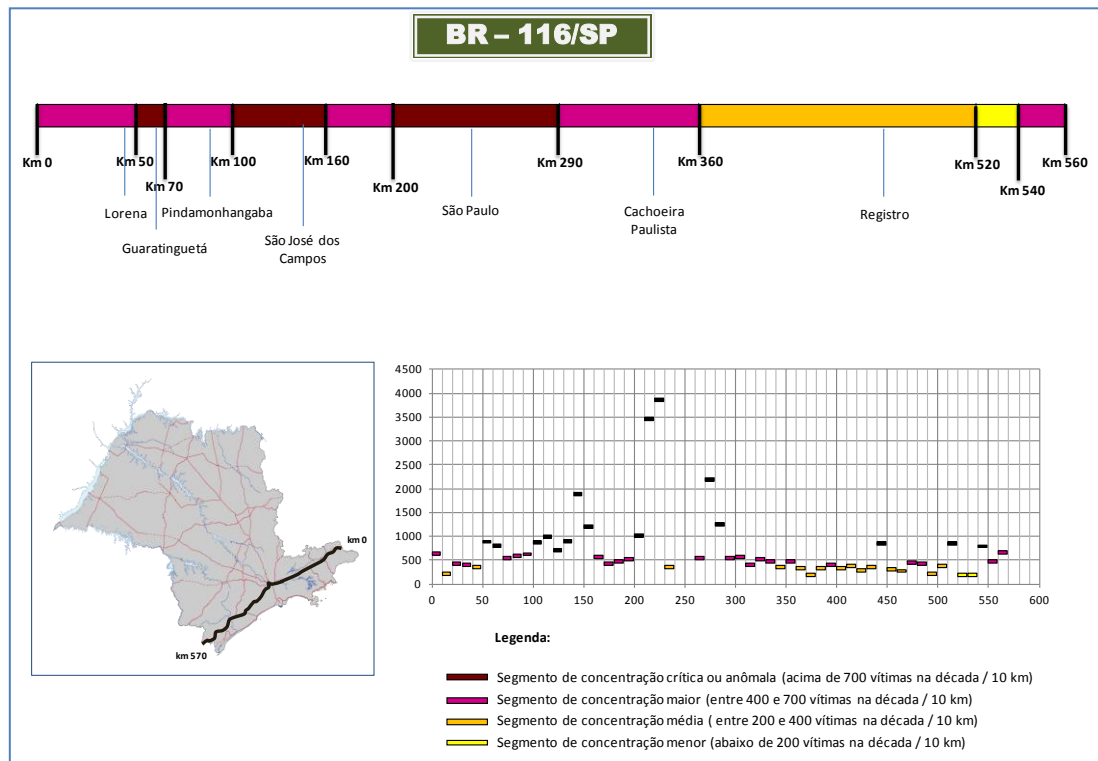 BR – 116/SP
Km 0
Km 50
Km 70
Km 100
Km 160
Km 200
Km 290
Km 360
Km 520
Km 540
Km 560
Lorena
Guaratinguetá
Pindamonhangaba
São José dos
Campos
São Paulo
Cachoeira
Paulista
Registro
km 0
km 570
4500
4000
3500
3000
2500
2000
1500
1000
500
0
0 50 100 150 200 250 300 350 400 450 500 550 600
Legenda:
Segmento de concentração crítica ou anômala (acima de 700 vítimas na década / 10 km)
Segmento de concentração maior (entre 400 e 700 vítimas na década / 10 km)
Segmento de concentração média ( entre 200 e 400 vítimas na década / 10 km)
Segmento de concentração menor (abaixo de 200 vítimas na década / 10 km)